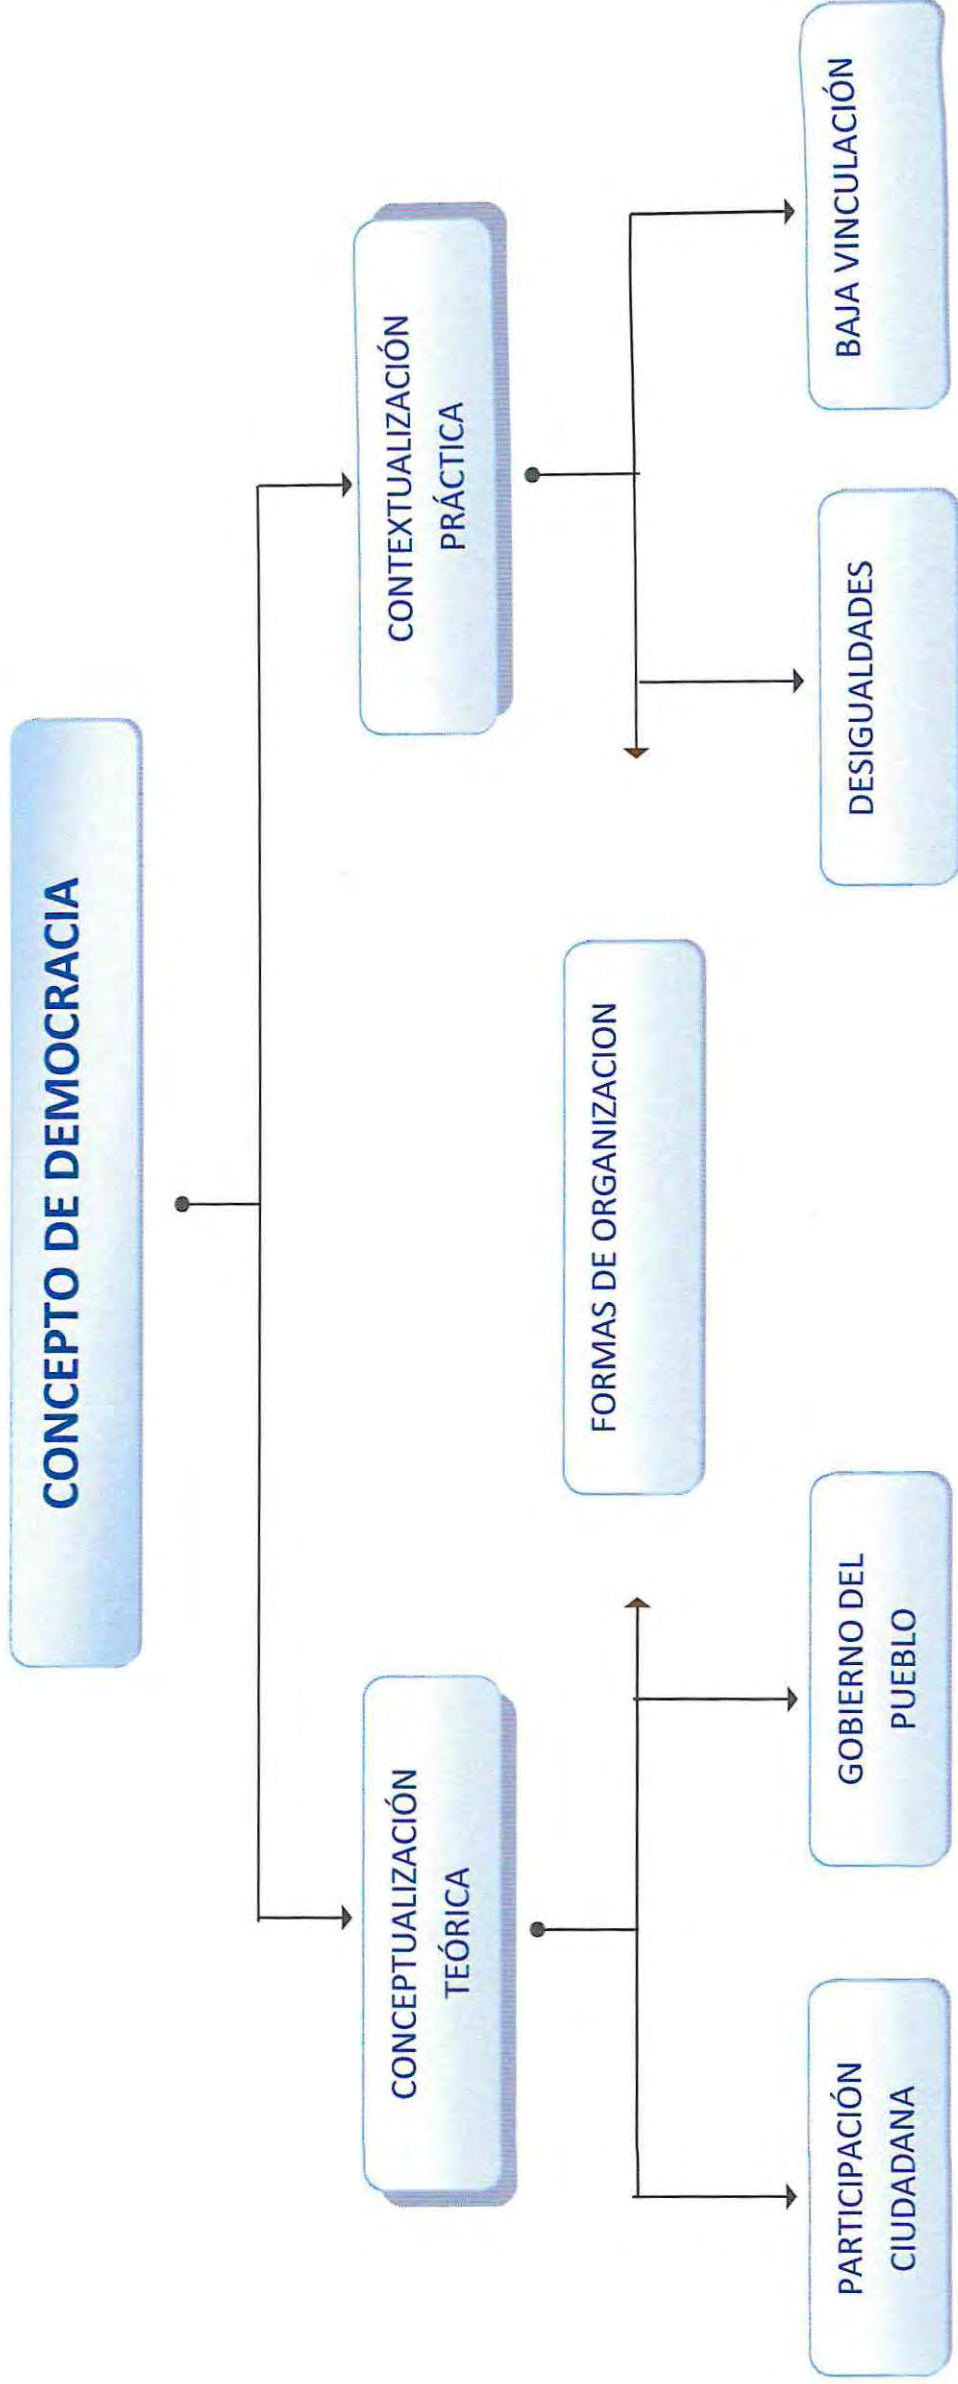 CONCEPTO DE DEMOCRACIA
CONCEPTUALIZACIÓN
TEÓRICA
CONTEXTUALIZACIÓN
PRÁCTICA
FORMAS DE ORGANIZACION
PARTICIPACIÓN
CIUDADANA
GOBIERNO DEL
PUEBLO
DESIGUALDADES
BAJA VINCULACIÓN